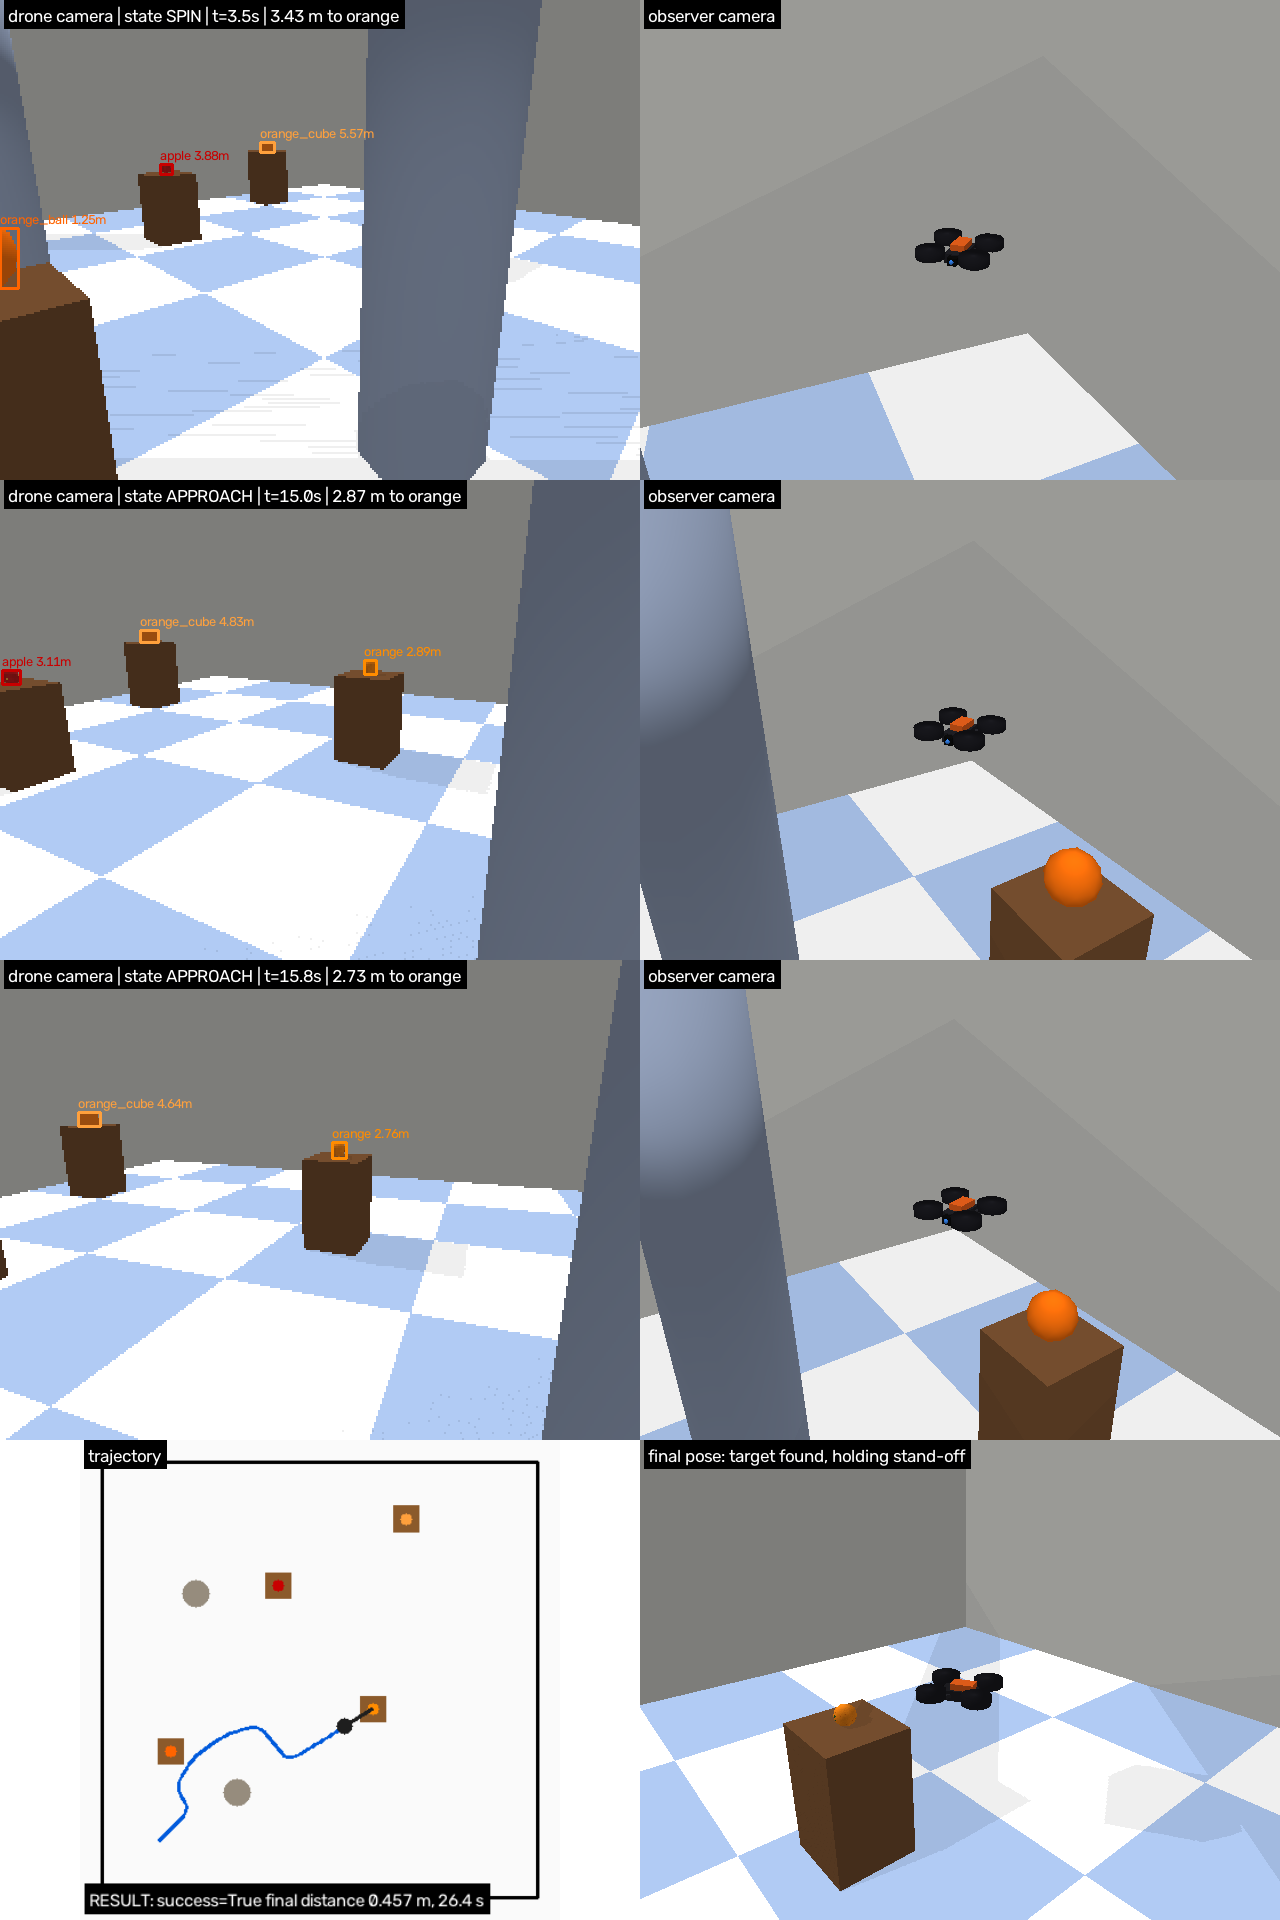 drone camera | state SPIN | t=3.5s | 3.43 m to orange
observer camera
orange_cube 5.57m
apple 3.88m
orange_ball 1.25m
drone camera | state APPROACH | t=15.0s | 2.87 m to orange
observer camera
orange_cube 4.83m
orange 2.89m
apple 3.11m
drone camera | state APPROACH | t=15.8s | 2.73 m to orange
observer camera
orange_cube 4.64m
orange 2.76m
trajectory
final pose: target found, holding stand-off
RESULT: success=True final distance 0.457 m, 26.4 s